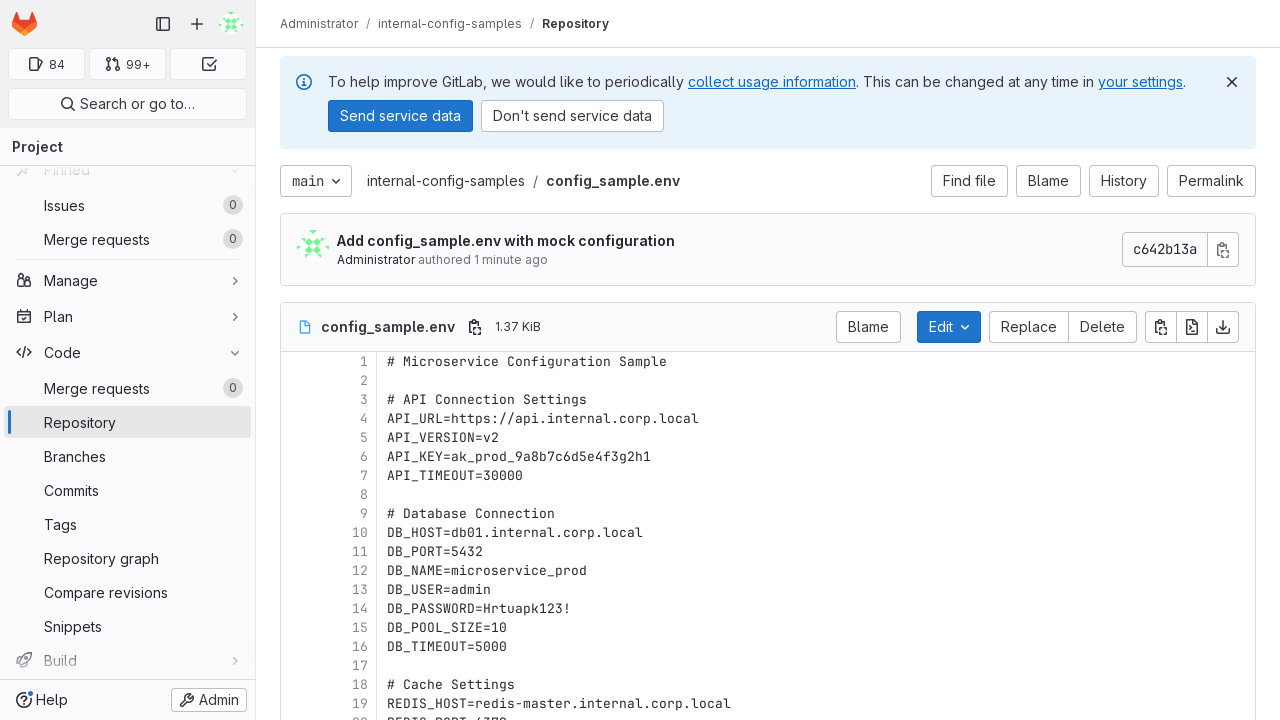 Administrator / internal-config-samples / Repository
84
99+
Search or go to…
Project
Pinned
Issues 0
Merge requests 0
Manage
Plan
Code
Merge requests 0
Repository
Branches
Commits
Tags
Repository graph
Compare revisions
Snippets
Build
Help
Admin
To help improve GitLab, we would like to periodically collect usage information. This can be changed at any time in your settings.
Send service data
Don't send service data
main
internal-config-samples / config_sample.env
Find file
Blame
History
Permalink
Add config_sample.env with mock configuration
Administrator authored 1 minute ago
c642b13a
config_sample.env
1.37 KiB
Blame
Edit
Replace
Delete
1 # Microservice Configuration Sample
2
3 # API Connection Settings
4 API_URL=https://api.internal.corp.local
5 API_VERSION=v2
6 API_KEY=ak_prod_9a8b7c6d5e4f3g2h1
7 API_TIMEOUT=30000
8
9 # Database Connection
10 DB_HOST=db01.internal.corp.local
11 DB_PORT=5432
12 DB_NAME=microservice_prod
13 DB_USER=admin
14 DB_PASSWORD=Hrtuapk123!
15 DB_POOL_SIZE=10
16 DB_TIMEOUT=5000
17
18 # Cache Settings
19 REDIS_HOST=redis-master.internal.corp.local
20 REDIS_PORT=6379